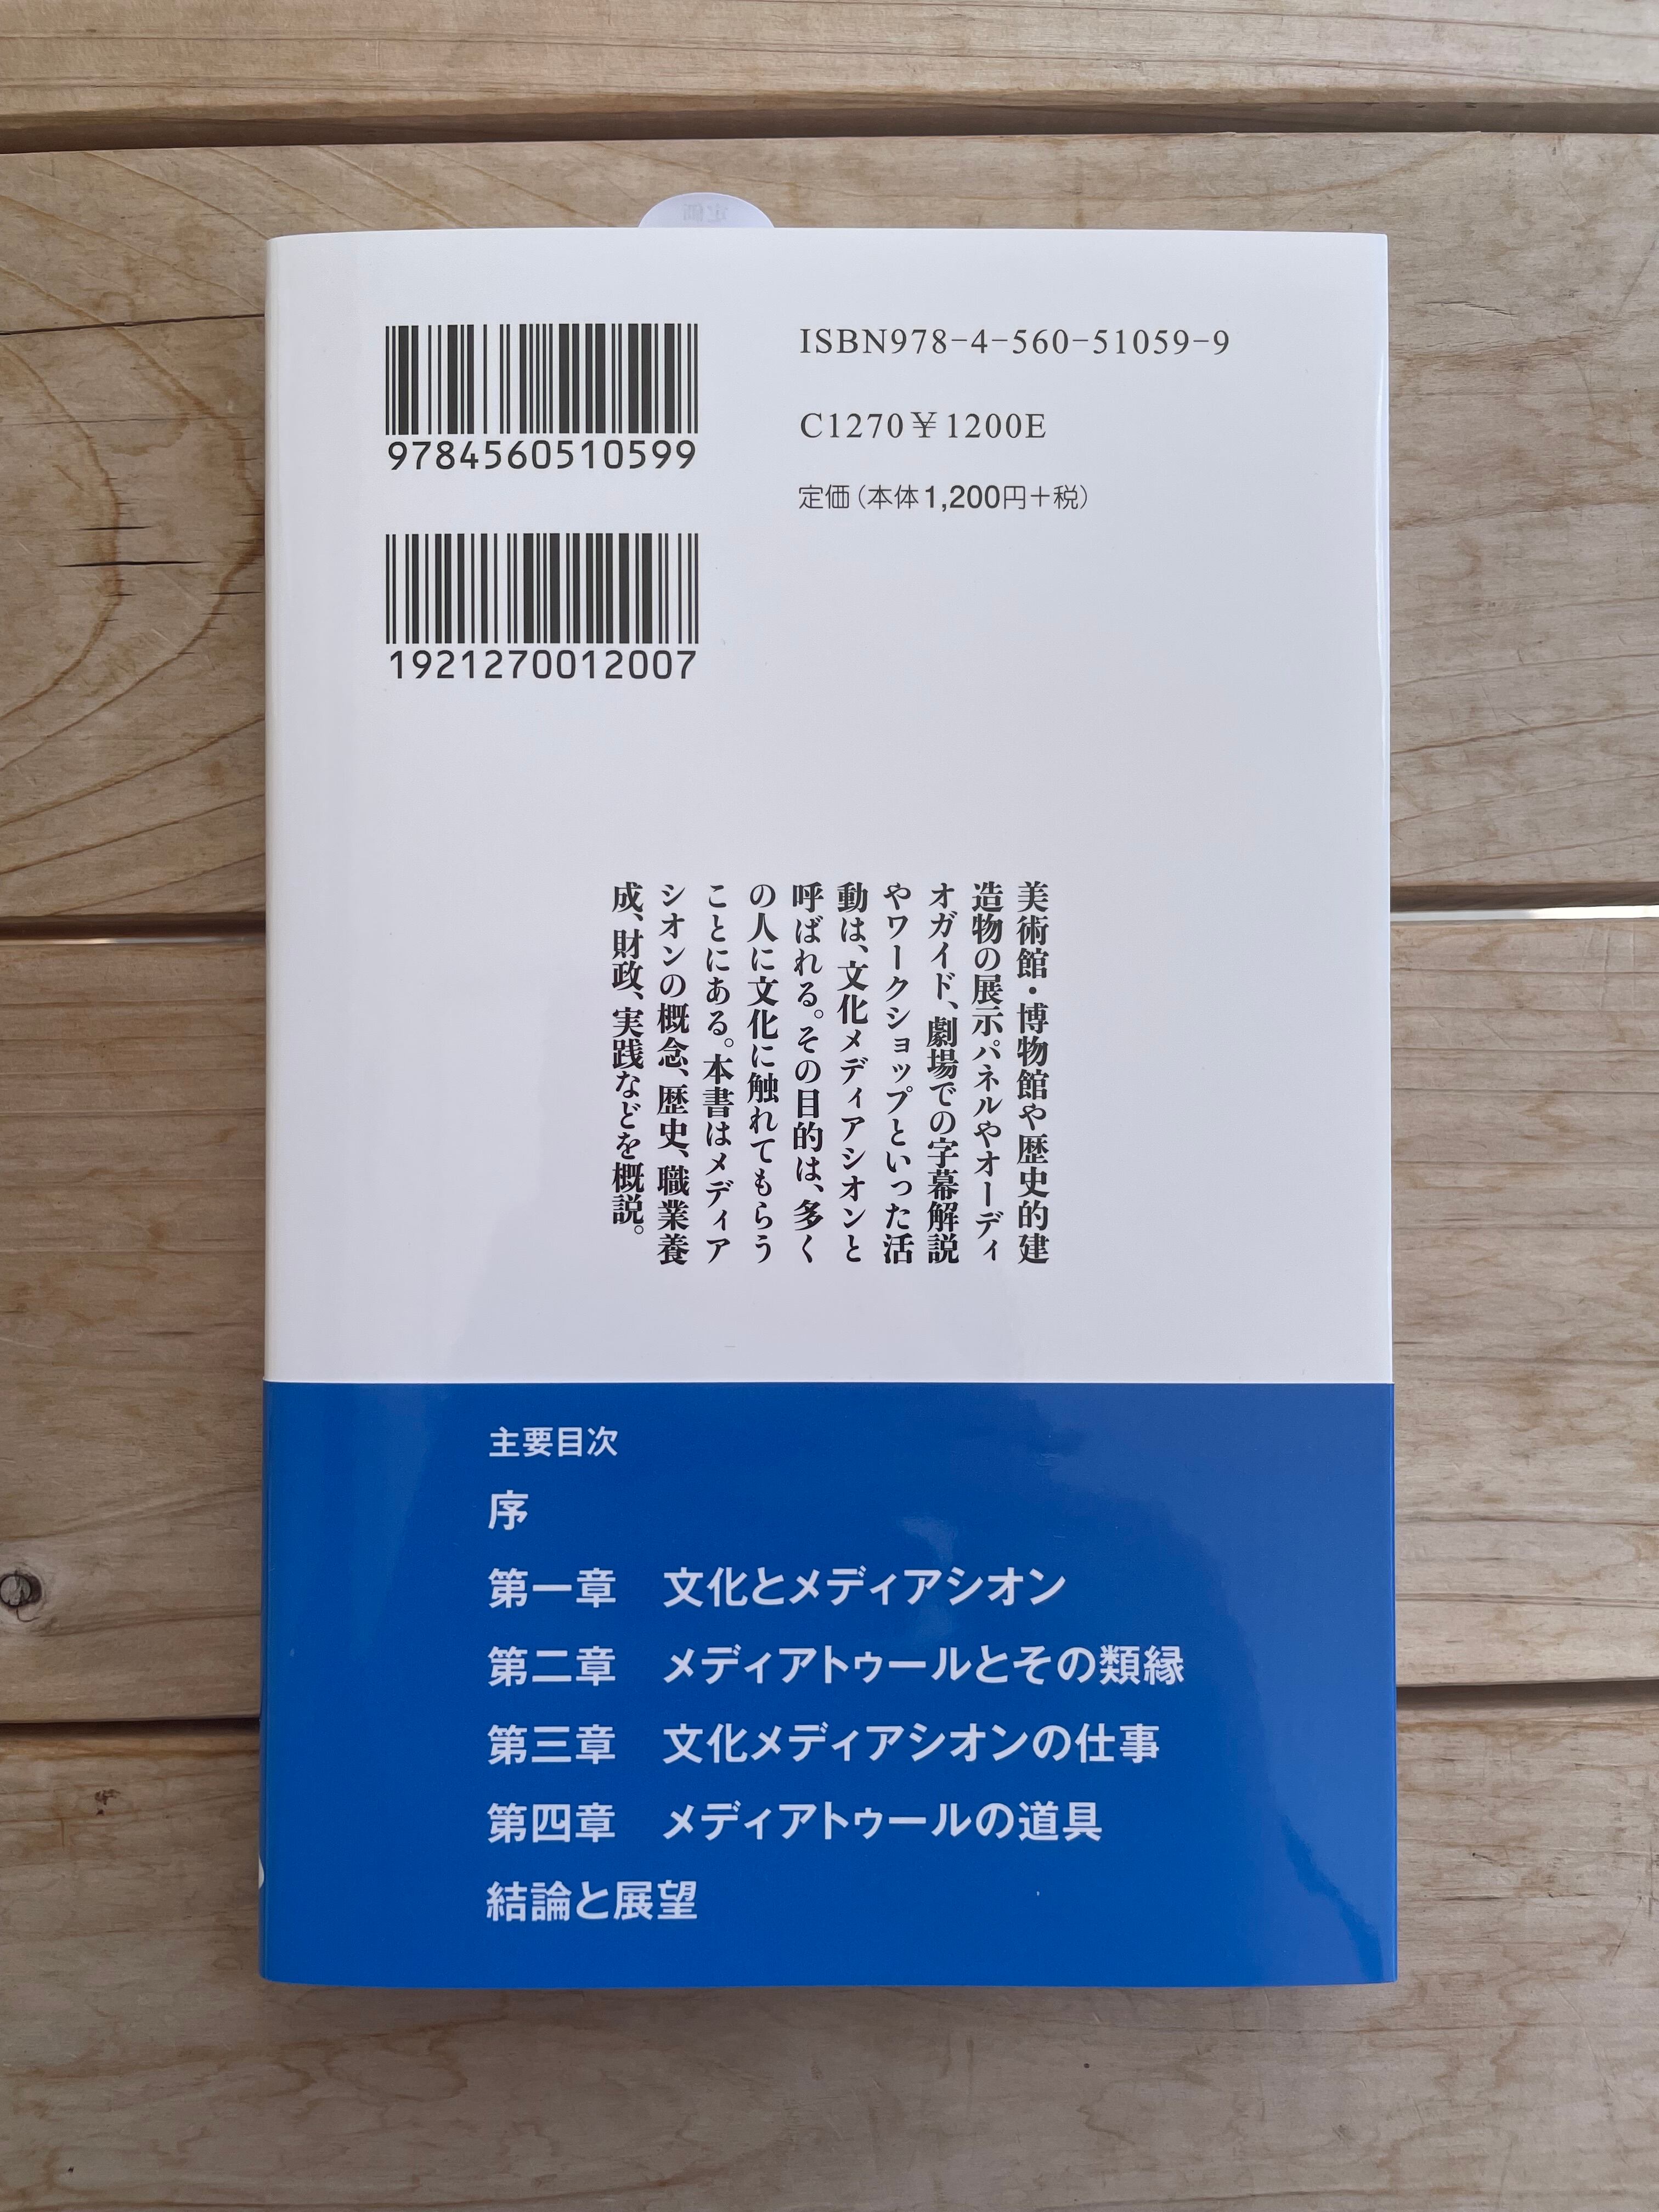 定価
9784560510599
1921270012007
ISBN978-4-560-51059-9
C1270 ¥1200E
定価（本体1,200円＋税）
美術館・博物館や歴史的建
造物の展示パネルやオーディ
オガイド、劇場での字幕解説
やワークショップといった活
動は、文化メディアシオンと
呼ばれる。その目的は、多く
の人に文化に触れてもらう
ことにある。本書はメディア
シオンの概念、歴史、職業養
成、財政、実践などを概説。
主要目次
序
第一章　文化とメディアシオン
第二章　メディアトゥールとその類縁
第三章　文化メディアシオンの仕事
第四章　メディアトゥールの道具
結論と展望